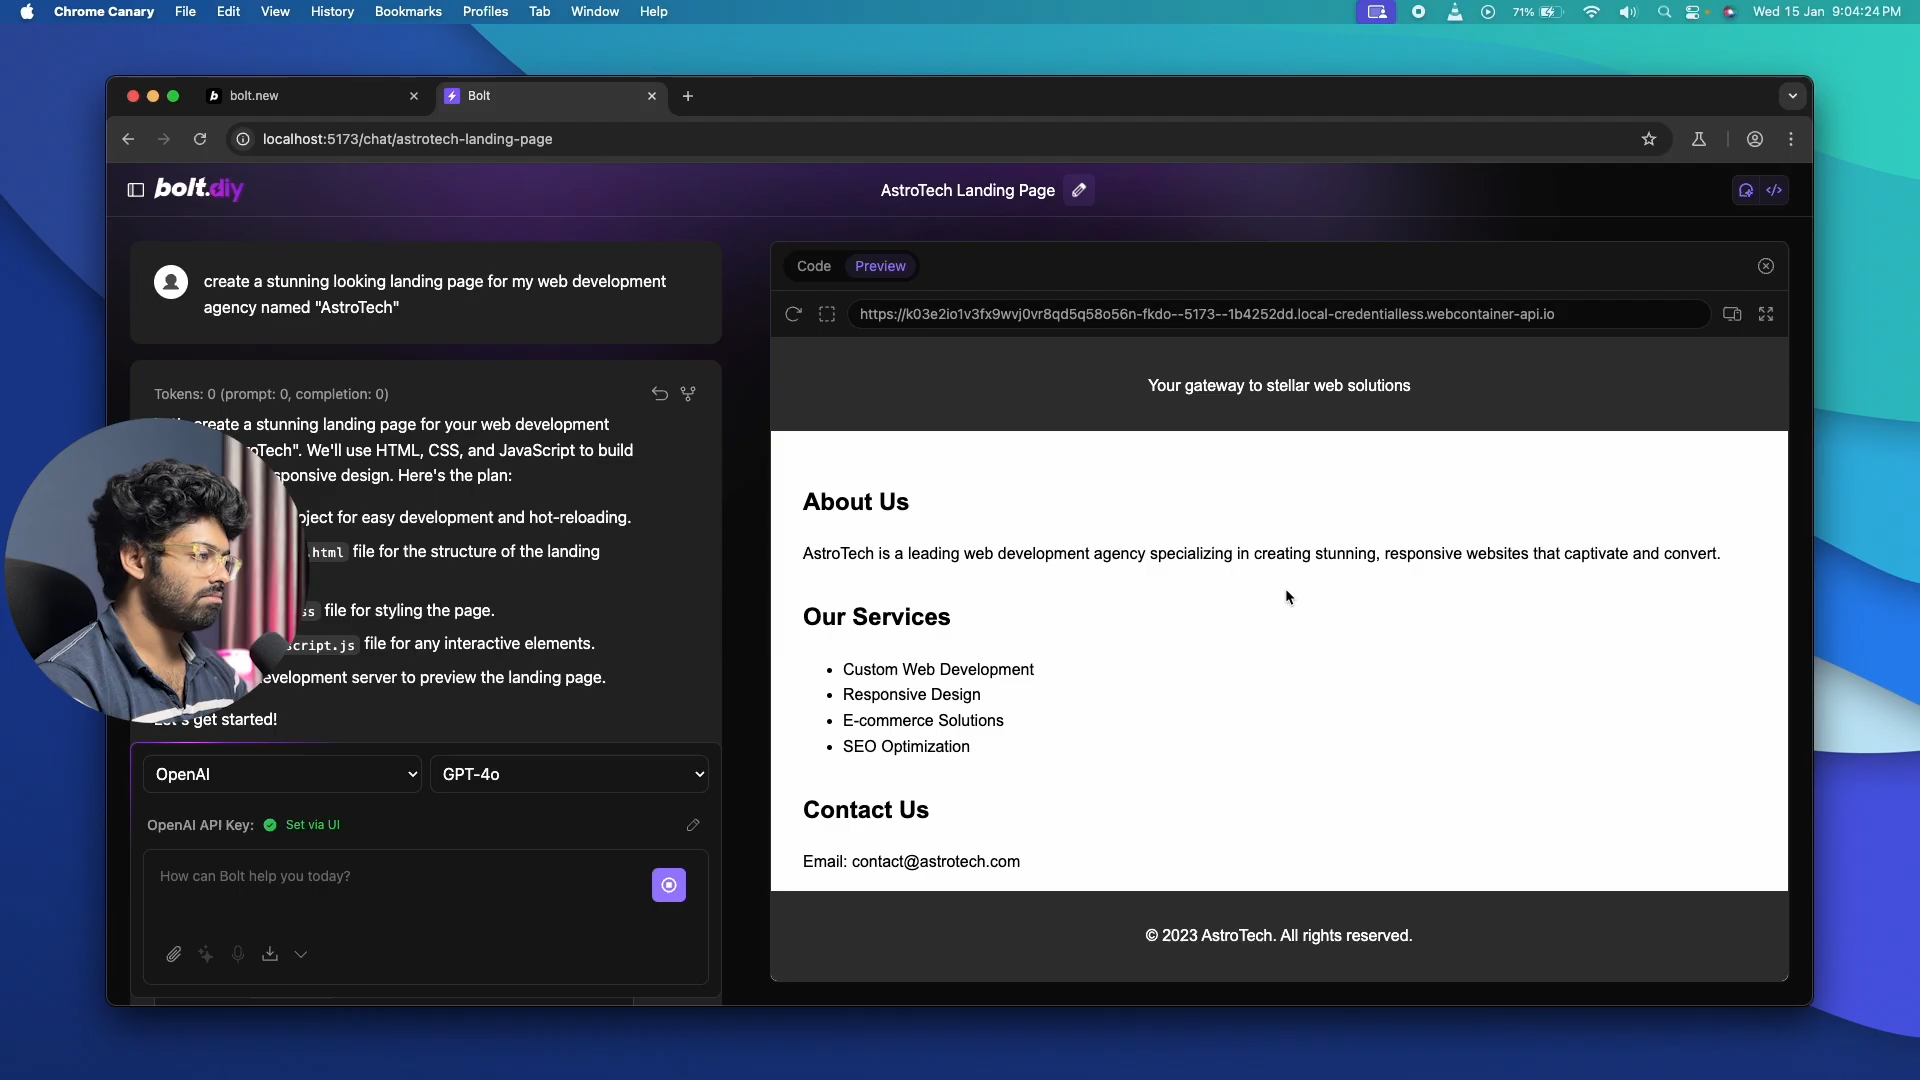 Chrome Canary File Edit View History Bookmarks Profiles Tab Window Help 71% Wed 15 Jan 9:04:24 PM
bolt.new Bolt
localhost:5173/chat/astrotech-landing-page
bolt.diy AstroTech Landing Page
create a stunning looking landing page for my web development
agency named "AstroTech"
Tokens: 0 (prompt: 0, completion: 0)
create a stunning landing page for your web development
oTech". We'll use HTML, CSS, and JavaScript to build
sponsive design. Here's the plan:
oject for easy development and hot-reloading.
.html file for the structure of the landing
ss file for styling the page.
script.js file for any interactive elements.
evelopment server to preview the landing page.
Let's get started!
OpenAI GPT-4o
OpenAI API Key: Set via UI
How can Bolt help you today?
Code Preview
https://k03e2io1v3fx9wvj0vr8qd5q58o56n-fkdo--5173--1b4252dd.local-credentialless.webcontainer-api.io
Your gateway to stellar web solutions
About Us
AstroTech is a leading web development agency specializing in creating stunning, responsive websites that captivate and convert.
Our Services
• Custom Web Development
• Responsive Design
• E-commerce Solutions
• SEO Optimization
Contact Us
Email: contact@astrotech.com
© 2023 AstroTech. All rights reserved.